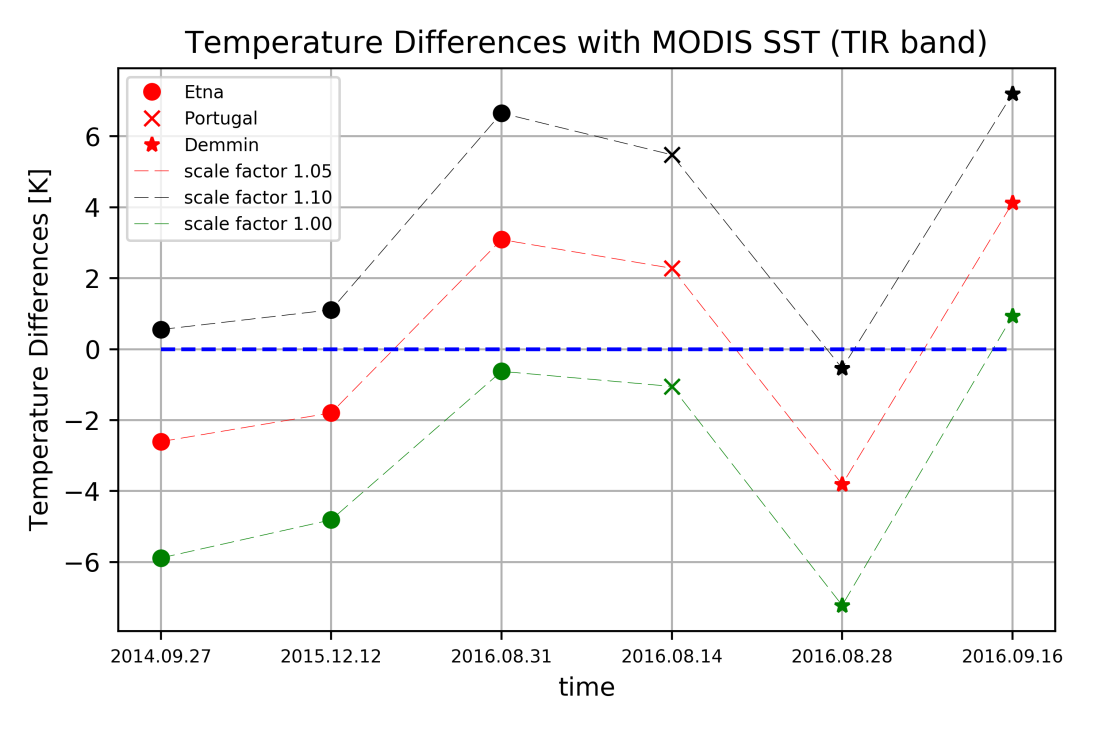 Temperature Differences with MODIS SST (TIR band)
Etna
Portugal
Demmin
scale factor 1.05
scale factor 1.10
scale factor 1.00
Temperature Differences [K]
6
4
2
0
−2
−4
−6
2014.09.27 2015.12.12 2016.08.31 2016.08.14 2016.08.28 2016.09.16
time